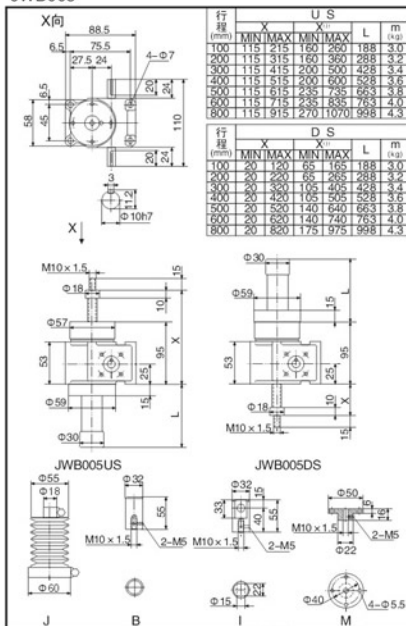 X向
88.5
6.5 75.5
27.5 24
4-Φ7
20
24
6.5
58
45
110
20
24
3
11.2
Φ10h7
X
行程(mm) U S
X X⁽¹⁾ L m(kg)
MIN MAX MIN MAX
100 115 215 160 260 188 3.0
200 115 315 160 360 288 3.2
300 115 415 200 500 428 3.4
400 115 515 200 600 528 3.6
500 115 615 235 735 663 3.8
600 115 715 235 835 763 4.0
800 115 915 270 1070 998 4.3
行程(mm) D S
X X⁽¹⁾ L m(kg)
MIN MAX MIN MAX
100 20 120 65 165 188 3.0
200 20 220 65 265 288 3.2
300 20 320 105 405 428 3.4
400 20 420 105 505 528 3.6
500 20 520 140 640 663 3.8
600 20 620 140 740 763 4.0
800 20 820 175 975 998 4.3
M10×1.5
15
Φ18
10
X
Φ57
53
95
25
Φ59
15
L
Φ30
JWB005US
Φ30
L
Φ59
15
53
95
25
Φ18
10
X
M10×1.5
15
JWB005DS
Φ55
Φ18
Φ60
J
Φ32
55
M10×1.5
2-M5
B
Φ32
15
33
40
55
M10×1.5
2-M5
Φ15
22
I
Φ50
6
16
M10×1.5
2-M5
Φ22
Φ40
4-Φ5.5
M